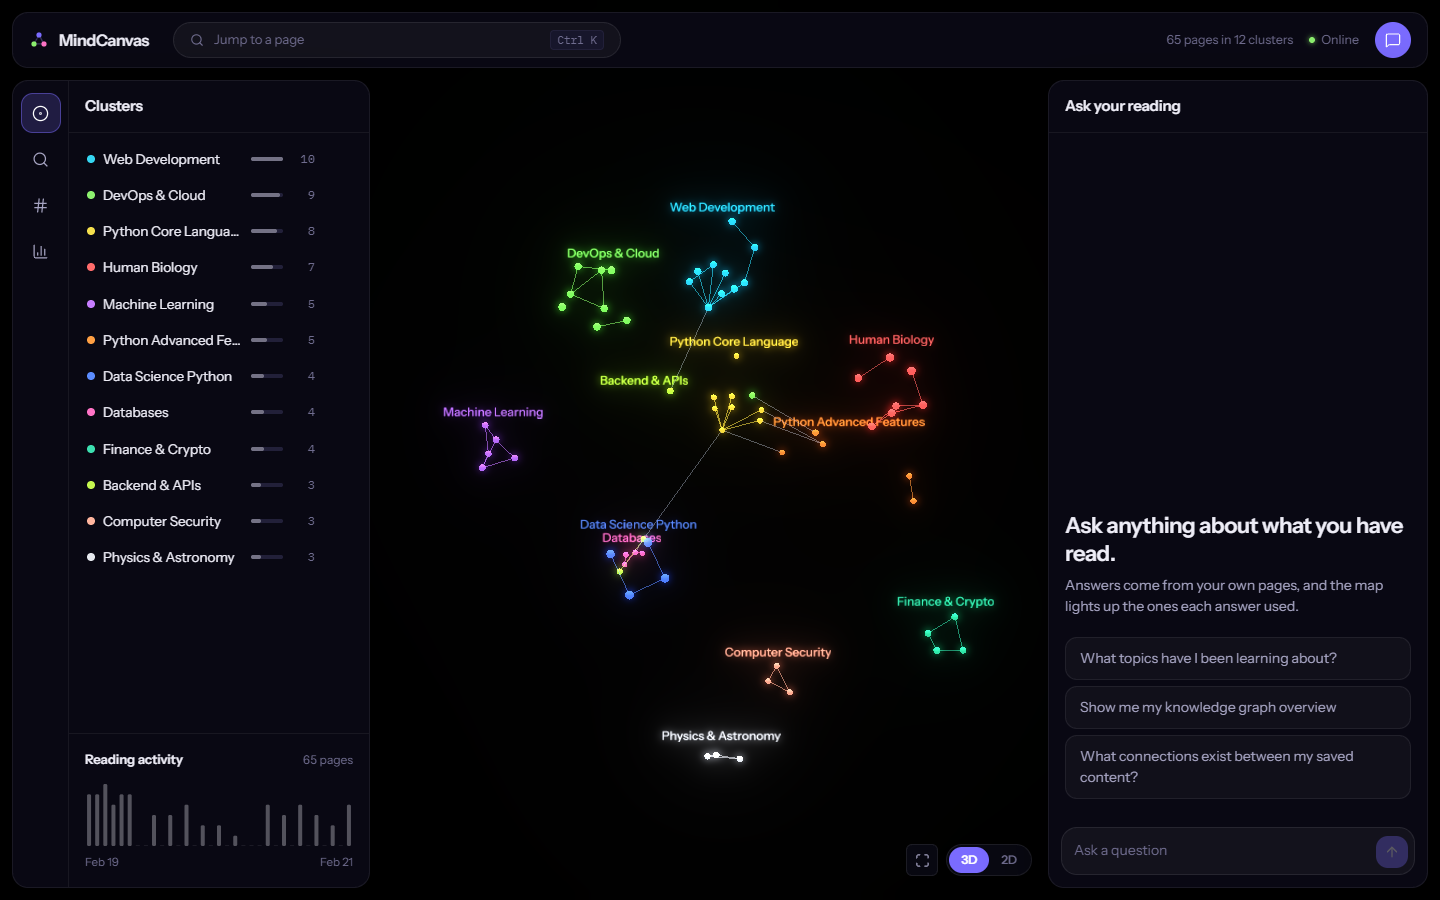 MindCanvas
Jump to a page
Ctrl K
65 pages in 12 clusters
Online
Clusters
Web Development 10
DevOps & Cloud 9
Python Core Langua... 8
Human Biology 7
Machine Learning 5
Python Advanced Fe... 5
Data Science Python 4
Databases 4
Finance & Crypto 4
Backend & APIs 3
Computer Security 3
Physics & Astronomy 3
Reading activity
65 pages
Feb 19
Feb 21
Web Development
DevOps & Cloud
Python Core Language
Human Biology
Backend & APIs
Machine Learning
Python Advanced Features
Data Science Python
Databases
Finance & Crypto
Computer Security
Physics & Astronomy
3D
2D
Ask your reading
Ask anything about what you have
read.
Answers come from your own pages, and the map
lights up the ones each answer used.
What topics have I been learning about?
Show me my knowledge graph overview
What connections exist between my saved
content?
Ask a question